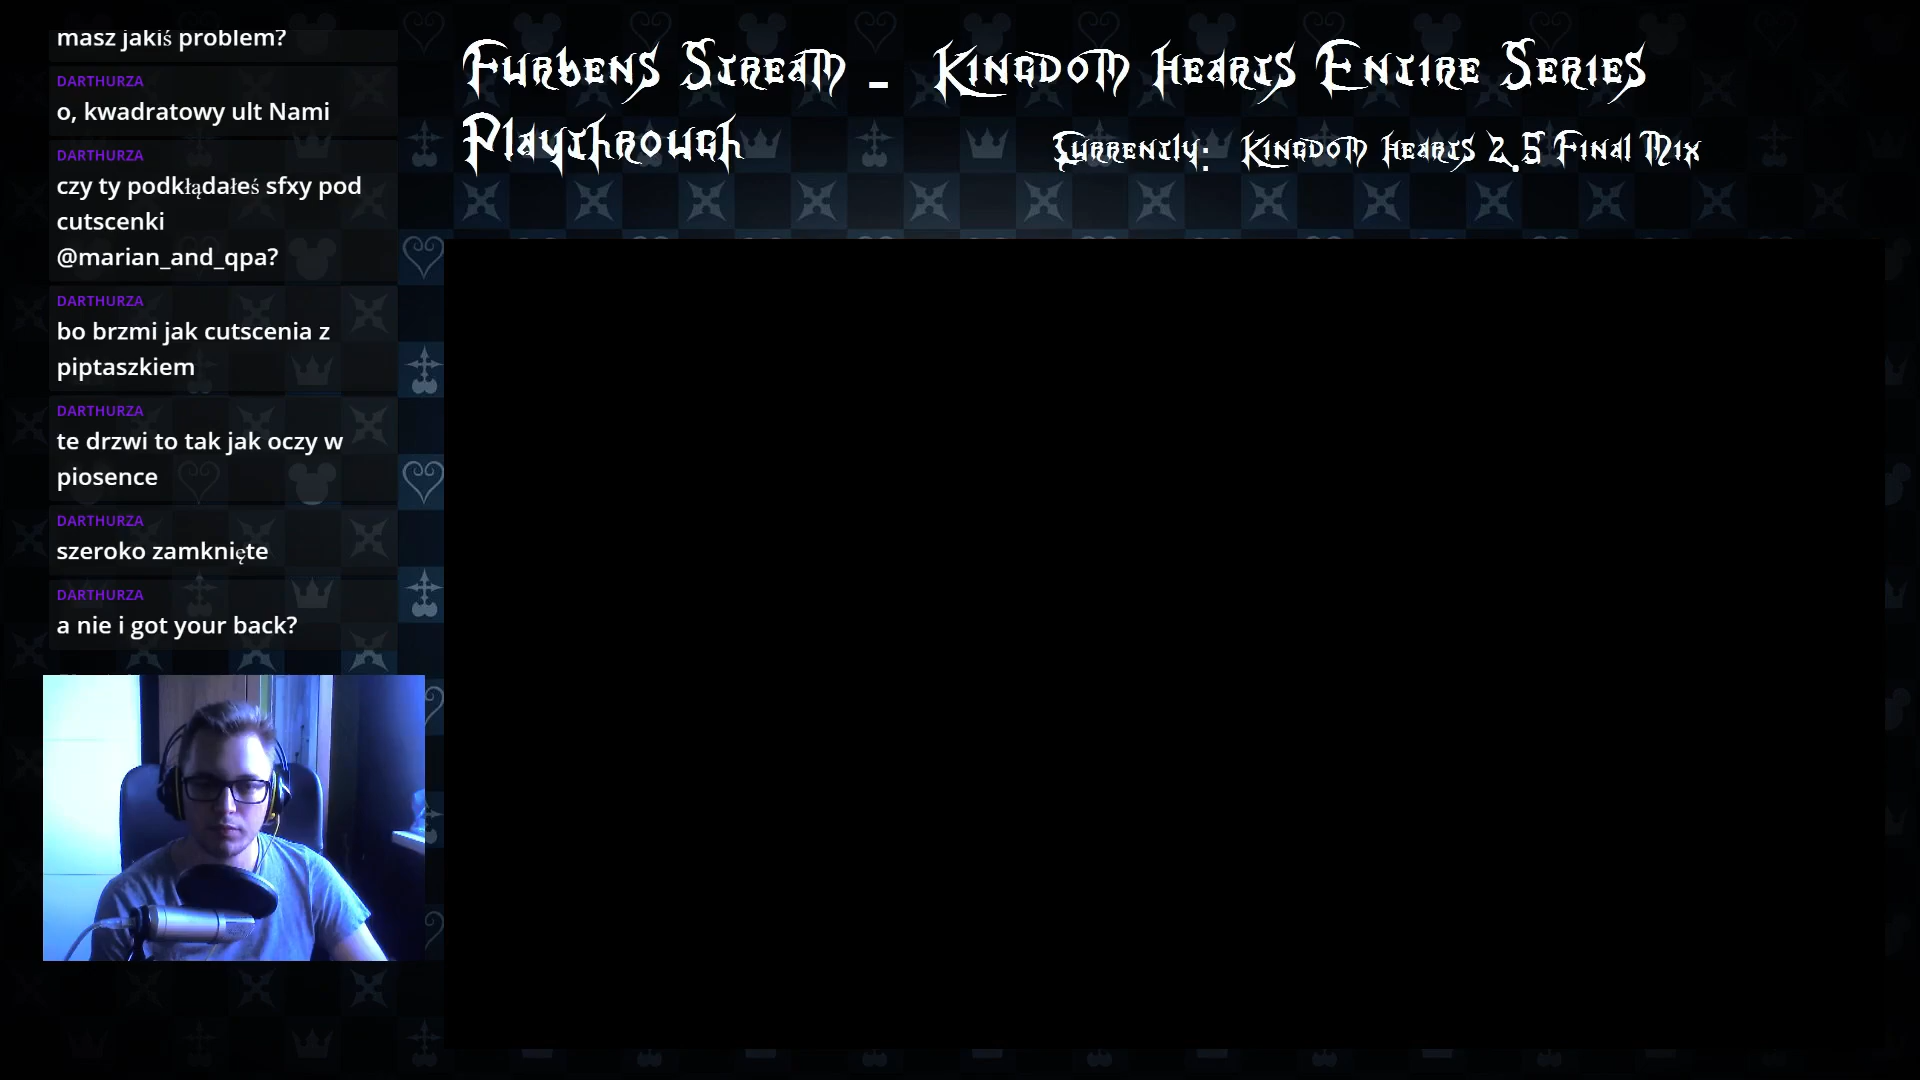 masz jakiś problem?
DARTHURZA
o, kwadratowy ult Nami
DARTHURZA
czy ty podkłądałeś sfxy pod
cutscenki
@marian_and_qpa?
DARTHURZA
bo brzmi jak cutscenia z
piptaszkiem
DARTHURZA
te drzwi to tak jak oczy w
piosence
DARTHURZA
szeroko zamknięte
DARTHURZA
a nie i got your back?
Furbens Stream - Kingdom Hearts Entire Series
Playthrough
Currently: Kingdom Hearts 2.5 Final Mix